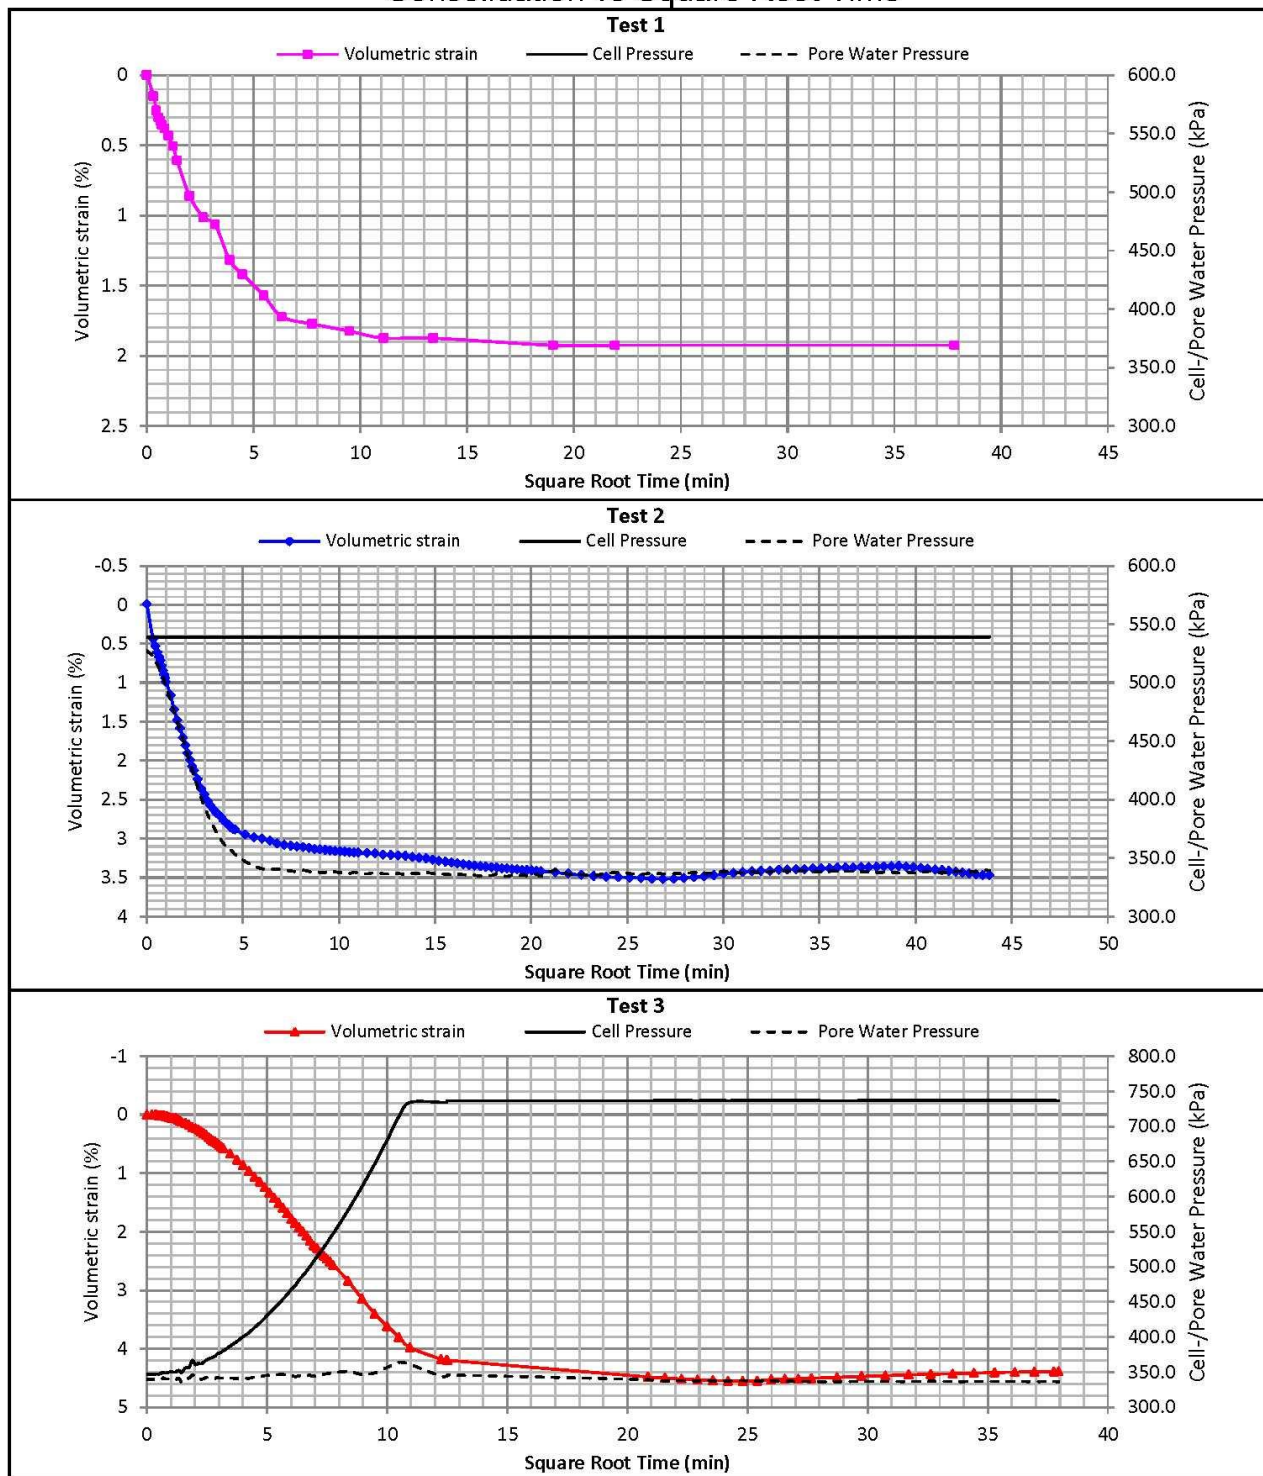 Consolidation vs Square Root Time
Test 1
Volumetric strain Cell Pressure Pore Water Pressure
0
0.5
1
1.5
2
2.5
Volumetric strain (%)
600.0
550.0
500.0
450.0
400.0
350.0
300.0
Cell-/Pore Water Pressure (kPa)
0 5 10 15 20 25 30 35 40 45
Square Root Time (min)
Test 2
Volumetric strain Cell Pressure Pore Water Pressure
-0.5
0
0.5
1
1.5
2
2.5
3
3.5
4
Volumetric strain (%)
600.0
550.0
500.0
450.0
400.0
350.0
300.0
Cell-/Pore Water Pressure (kPa)
0 5 10 15 20 25 30 35 40 45 50
Square Root Time (min)
Test 3
Volumetric strain Cell Pressure Pore Water Pressure
-1
0
1
2
3
4
5
Volumetric strain (%)
800.0
750.0
700.0
650.0
600.0
550.0
500.0
450.0
400.0
350.0
300.0
Cell-/Pore Water Pressure (kPa)
0 5 10 15 20 25 30 35 40
Square Root Time (min)